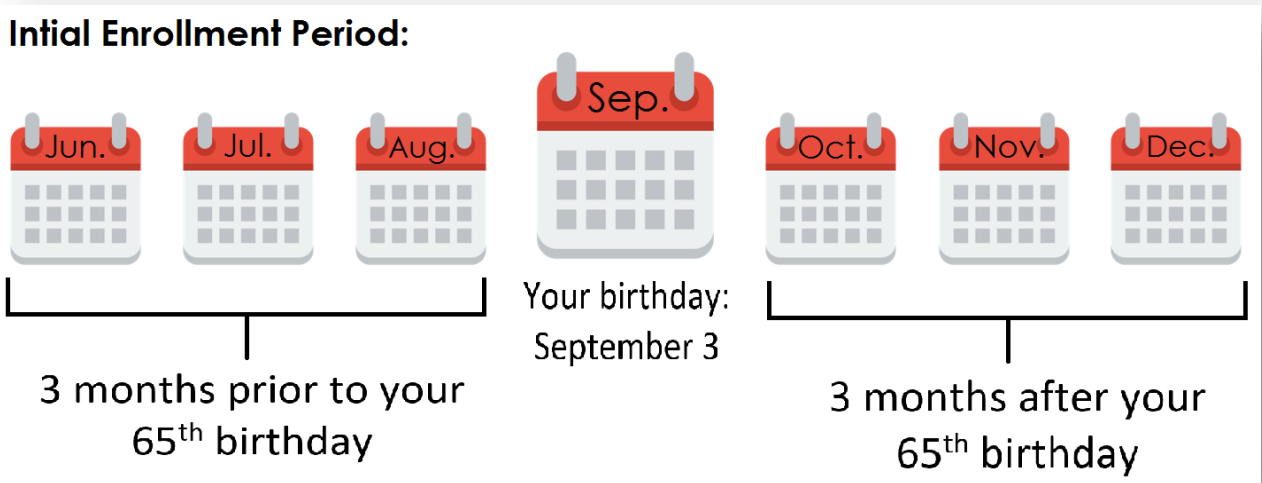 Intial Enrollment Period:
Jun.
Jul.
Aug.
Sep.
Oct.
Nov.
Dec.
Your birthday:
September 3
3 months prior to your
65th birthday
3 months after your
65th birthday